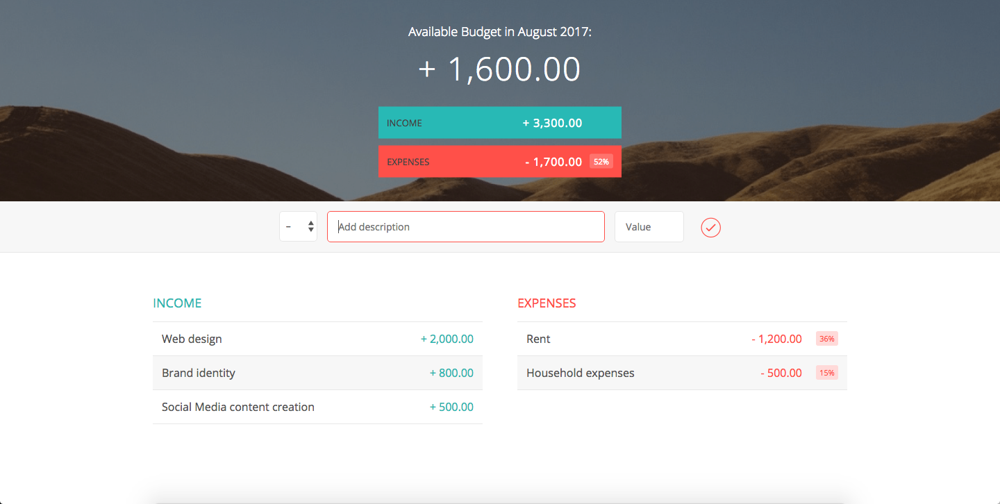 Available Budget in August 2017:
+ 1,600.00
INCOME + 3,300.00
EXPENSES - 1,700.00 52%
– Add description Value
INCOME
Web design + 2,000.00
Brand identity + 800.00
Social Media content creation + 500.00
EXPENSES
Rent - 1,200.00 36%
Household expenses - 500.00 15%